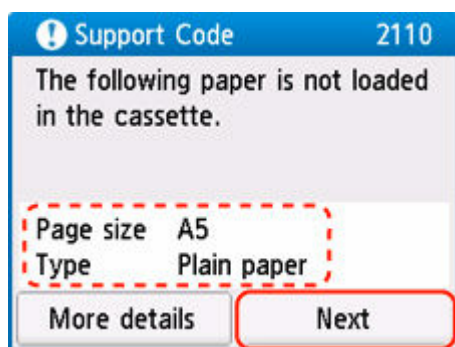 Support Code 2110
The following paper is not loaded
in the cassette.
Page size A5
Type Plain paper
More details Next